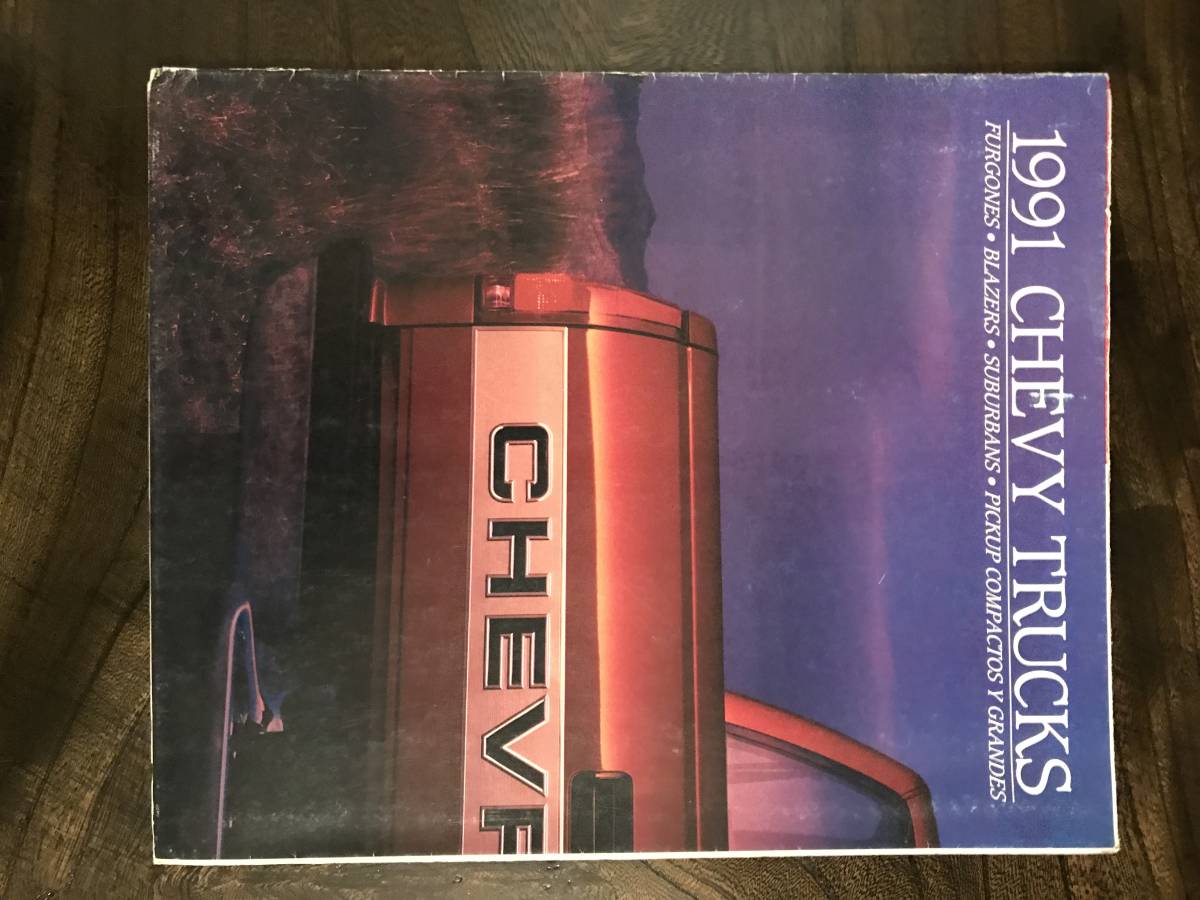 1991 CHEVY TRUCKS
FURGONES • BLAZERS • SUBURBANS • PICKUP COMPACTOS Y GRANDES
CHEVR